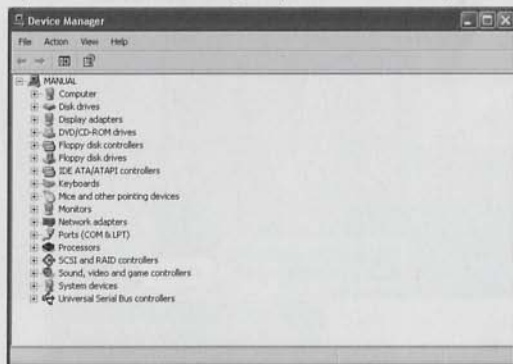 Device Manager
File Action View Help
MANUAL
Computer
Disk drives
Display adapters
DVD/CD-ROM drives
Floppy disk controllers
Floppy disk drives
IDE ATA/ATAPI controllers
Keyboards
Mice and other pointing devices
Monitors
Network adapters
Ports (COM & LPT)
Processors
SCSI and RAID controllers
Sound, video and game controllers
System devices
Universal Serial Bus controllers